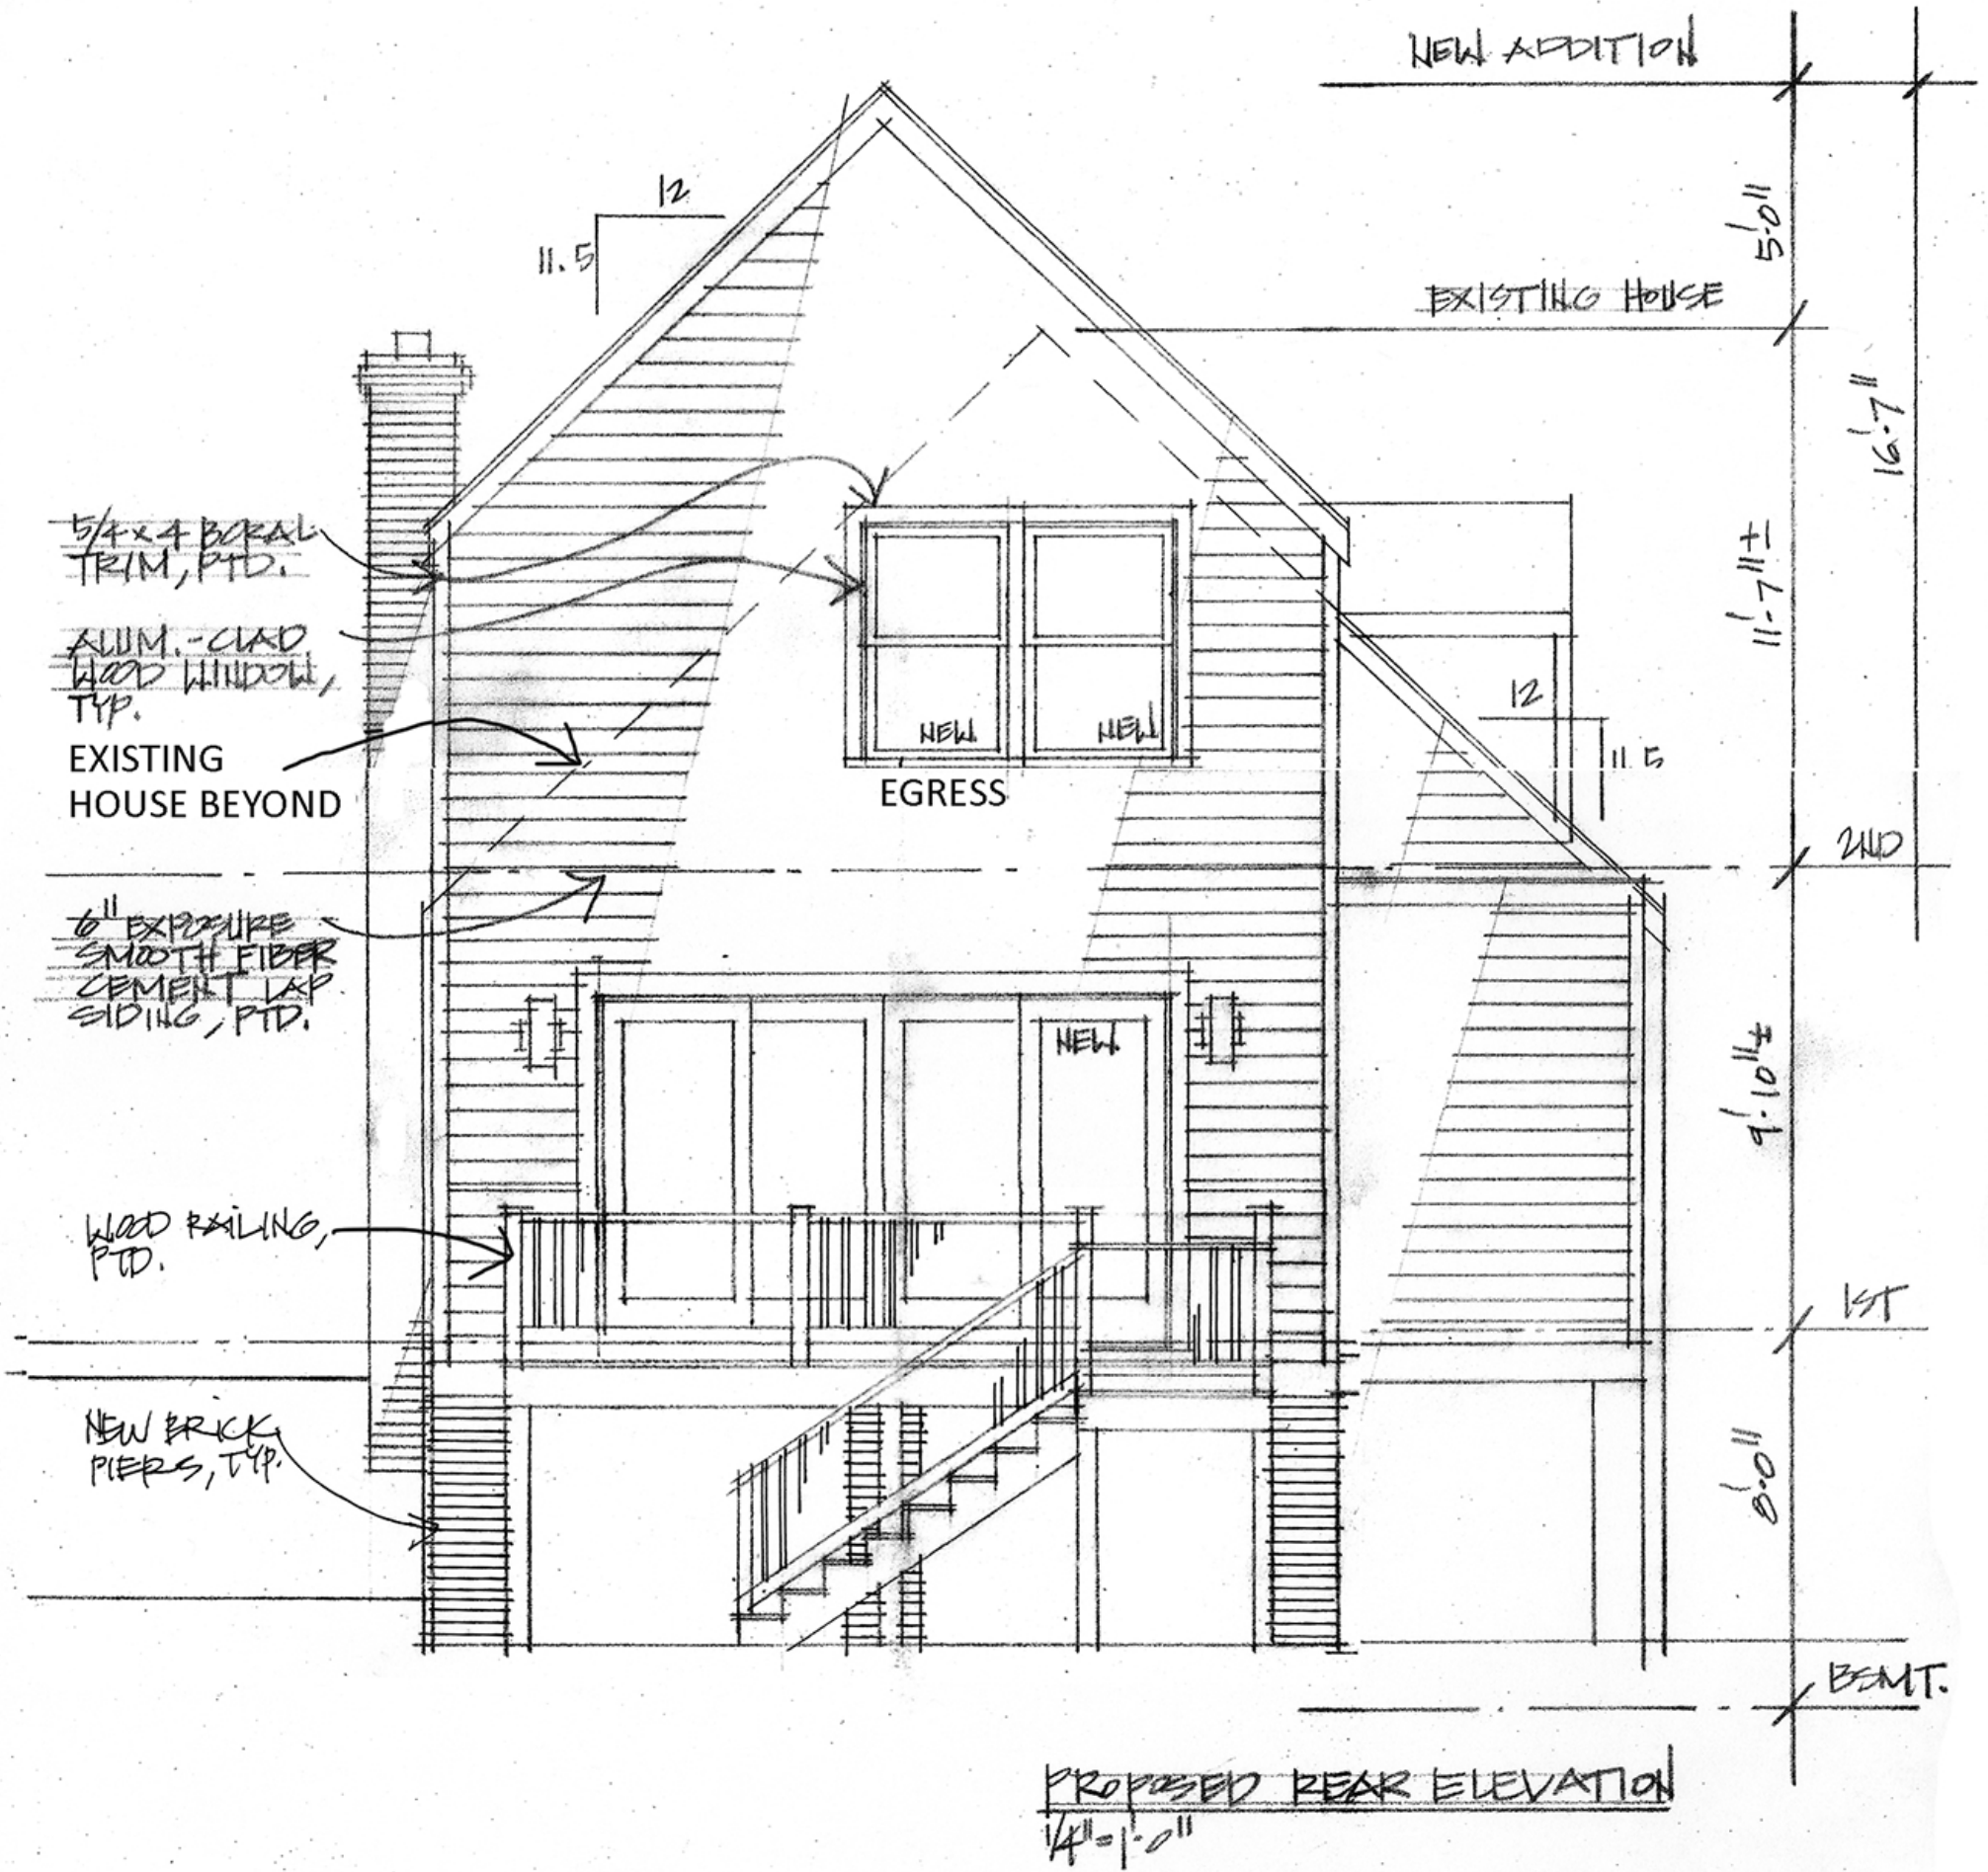 NEW ADDITION
12
11.5
5'-0"
EXISTING HOUSE
16'-7"
5/4 x 4 BORAL
TRIM, PTD.
11'-7"±
ALUM.-CLAD
WOOD WINDOW,
TYP.
12
11.5
NEW
NEW
EXISTING
HOUSE BEYOND
EGRESS
2ND
6" EXPOSURE
SMOOTH FIBER
CEMENT LAP
SIDING, PTD.
NEW
9'-10"±
WOOD RAILING,
PTD.
1ST
NEW BRICK
PIERS, TYP.
8'-0"
BSMT.
PROPOSED REAR ELEVATION
1/4"=1'-0"